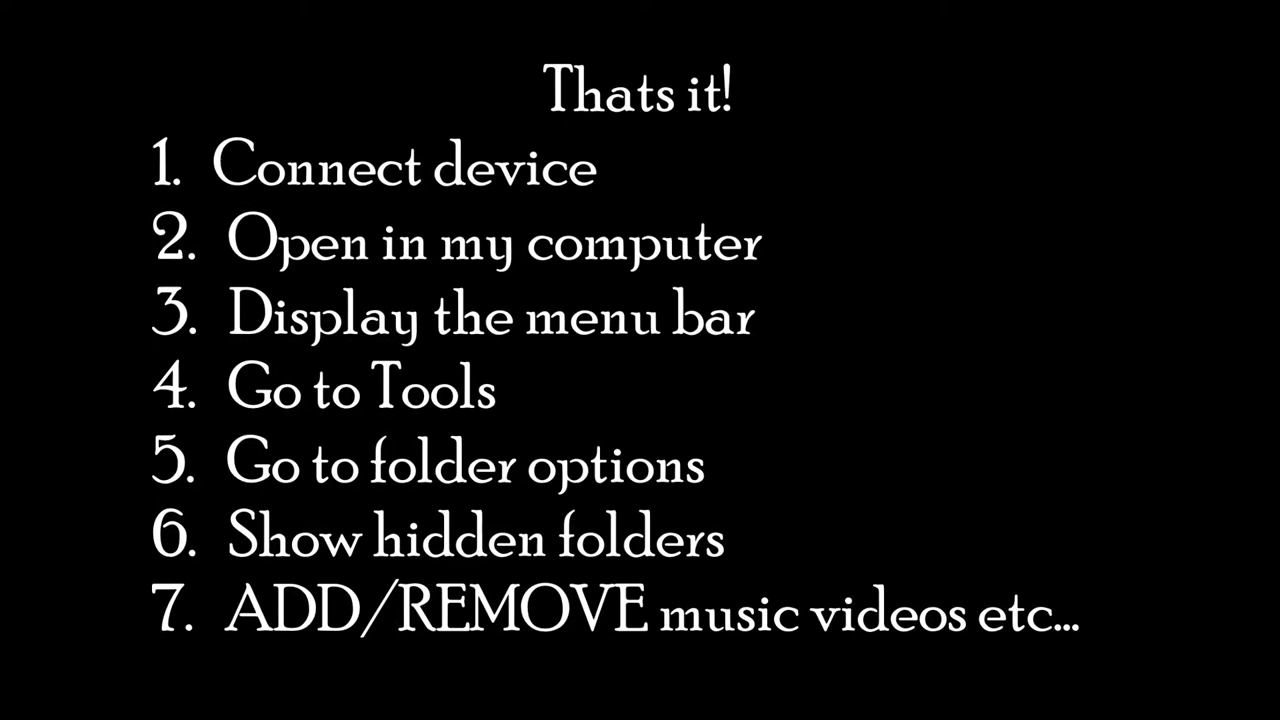 Thats it!
1. Connect device
2. Open in my computer
3. Display the menu bar
4. Go to Tools
5. Go to folder options
6. Show hidden folders
7. ADD/REMOVE music videos etc...